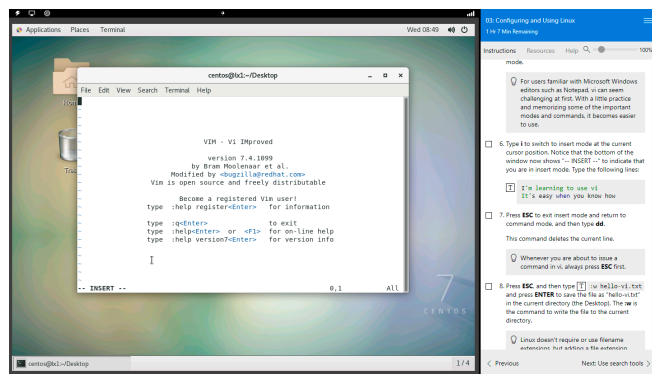 Applications Places Terminal
Wed 08:49
centos@lx1:~/Desktop
File Edit View Search Terminal Help
VIM - Vi IMproved
version 7.4.1099
by Bram Moolenaar et al.
Modified by <bugzilla@redhat.com>
Vim is open source and freely distributable
Become a registered Vim user!
type :help register<Enter> for information
type :q<Enter> to exit
type :help<Enter> or <F1> for on-line help
type :help version7<Enter> for version info
-- INSERT -- 0,1 All
7
CENTOS
centos@lx1:~/Desktop
1 / 4
03: Configuring and Using Linux
1 Hr 7 Min Remaining
Instructions Resources Help 100%
mode.
For users familiar with Microsoft Windows
editors such as Notepad, vi can seem
challenging at first. With a little practice
and memorizing some of the important
modes and commands, it becomes easier
to use.
6. Type i to switch to insert mode at the current
cursor position. Notice that the bottom of the
window now shows "-- INSERT --" to indicate that
you are in insert mode. Type the following lines:
T I'm learning to use vi
It's easy when you know how
7. Press ESC to exit insert mode and return to
command mode, and then type dd.
This command deletes the current line.
Whenever you are about to issue a
command in vi, always press ESC first.
8. Press ESC, and then type T :w hello-vi.txt
and press ENTER to save the file as "hello-vi.txt"
in the current directory (the Desktop). The :w is
the command to write the file to the current
directory.
Linux doesn't require or use filename
extensions, but adding a file extension
Previous Next: Use search tools